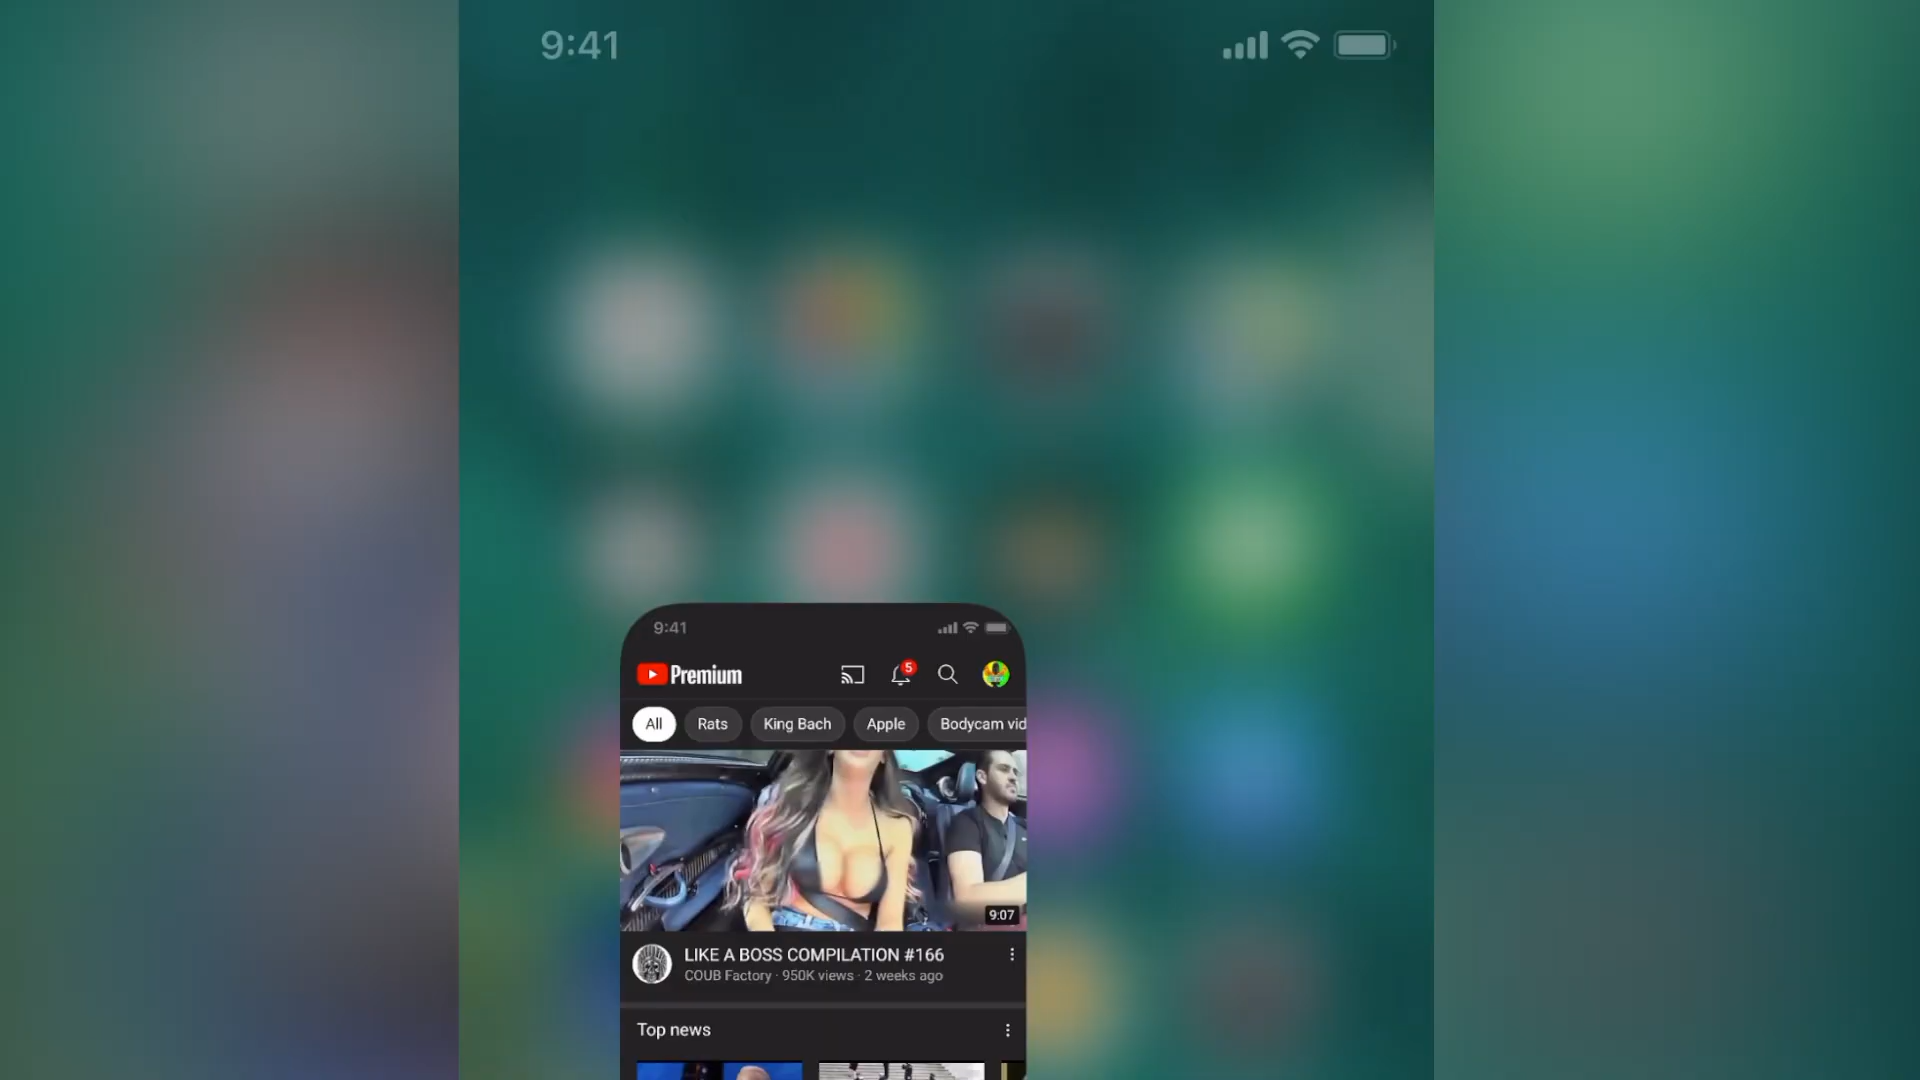 9:41
9:41
Premium
5
All Rats King Bach Apple Bodycam vid
9:07
LIKE A BOSS COMPILATION #166
COUB Factory · 950K views · 2 weeks ago
Top news